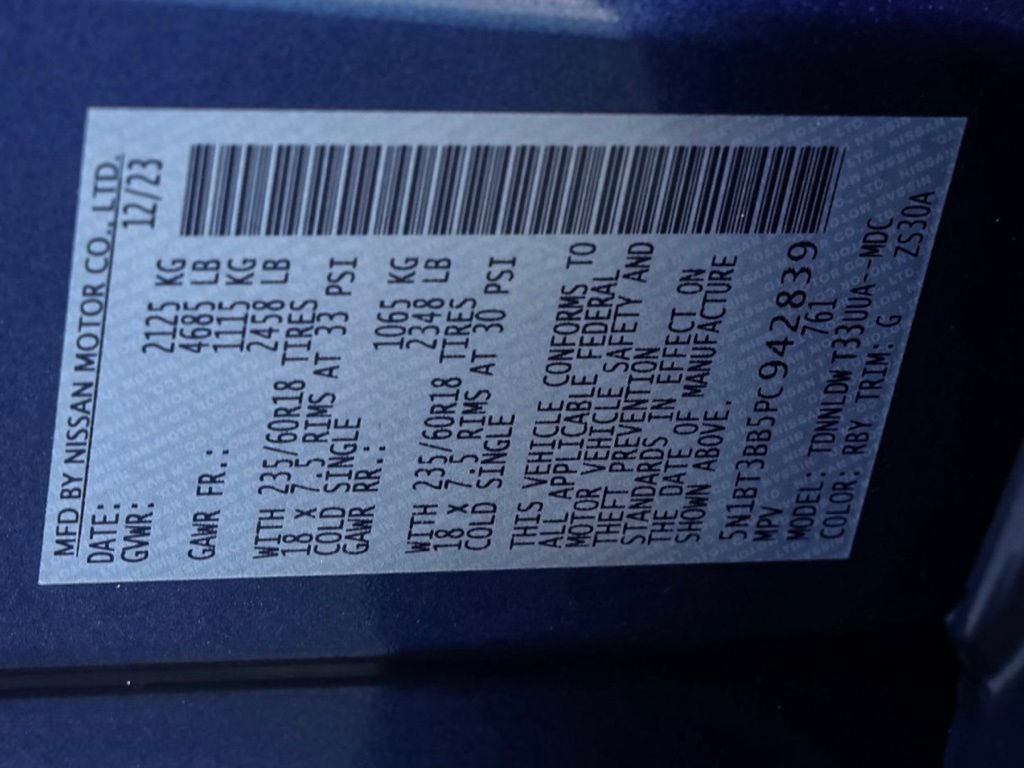 MFD BY NISSAN MOTOR CO., LTD.
DATE: 12/23
GVWR: 2125 KG
4685 LB
GAWR FR.: 1115 KG
2458 LB
WITH 235/60R18 TIRES
18 X 7.5 RIMS AT 33 PSI
COLD SINGLE
GAWR RR.: 1065 KG
2348 LB
WITH 235/60R18 TIRES
18 X 7.5 RIMS AT 30 PSI
COLD SINGLE
THIS VEHICLE CONFORMS TO
ALL APPLICABLE FEDERAL
MOTOR VEHICLE SAFETY AND
THEFT PREVENTION
STANDARDS IN EFFECT ON
THE DATE OF MANUFACTURE
SHOWN ABOVE.
5N1BT3BB5PC942839
MPV 761
MODEL: TDNNLDW T33UUA-MDC
COLOR: RBY TRIM: G ZS30A